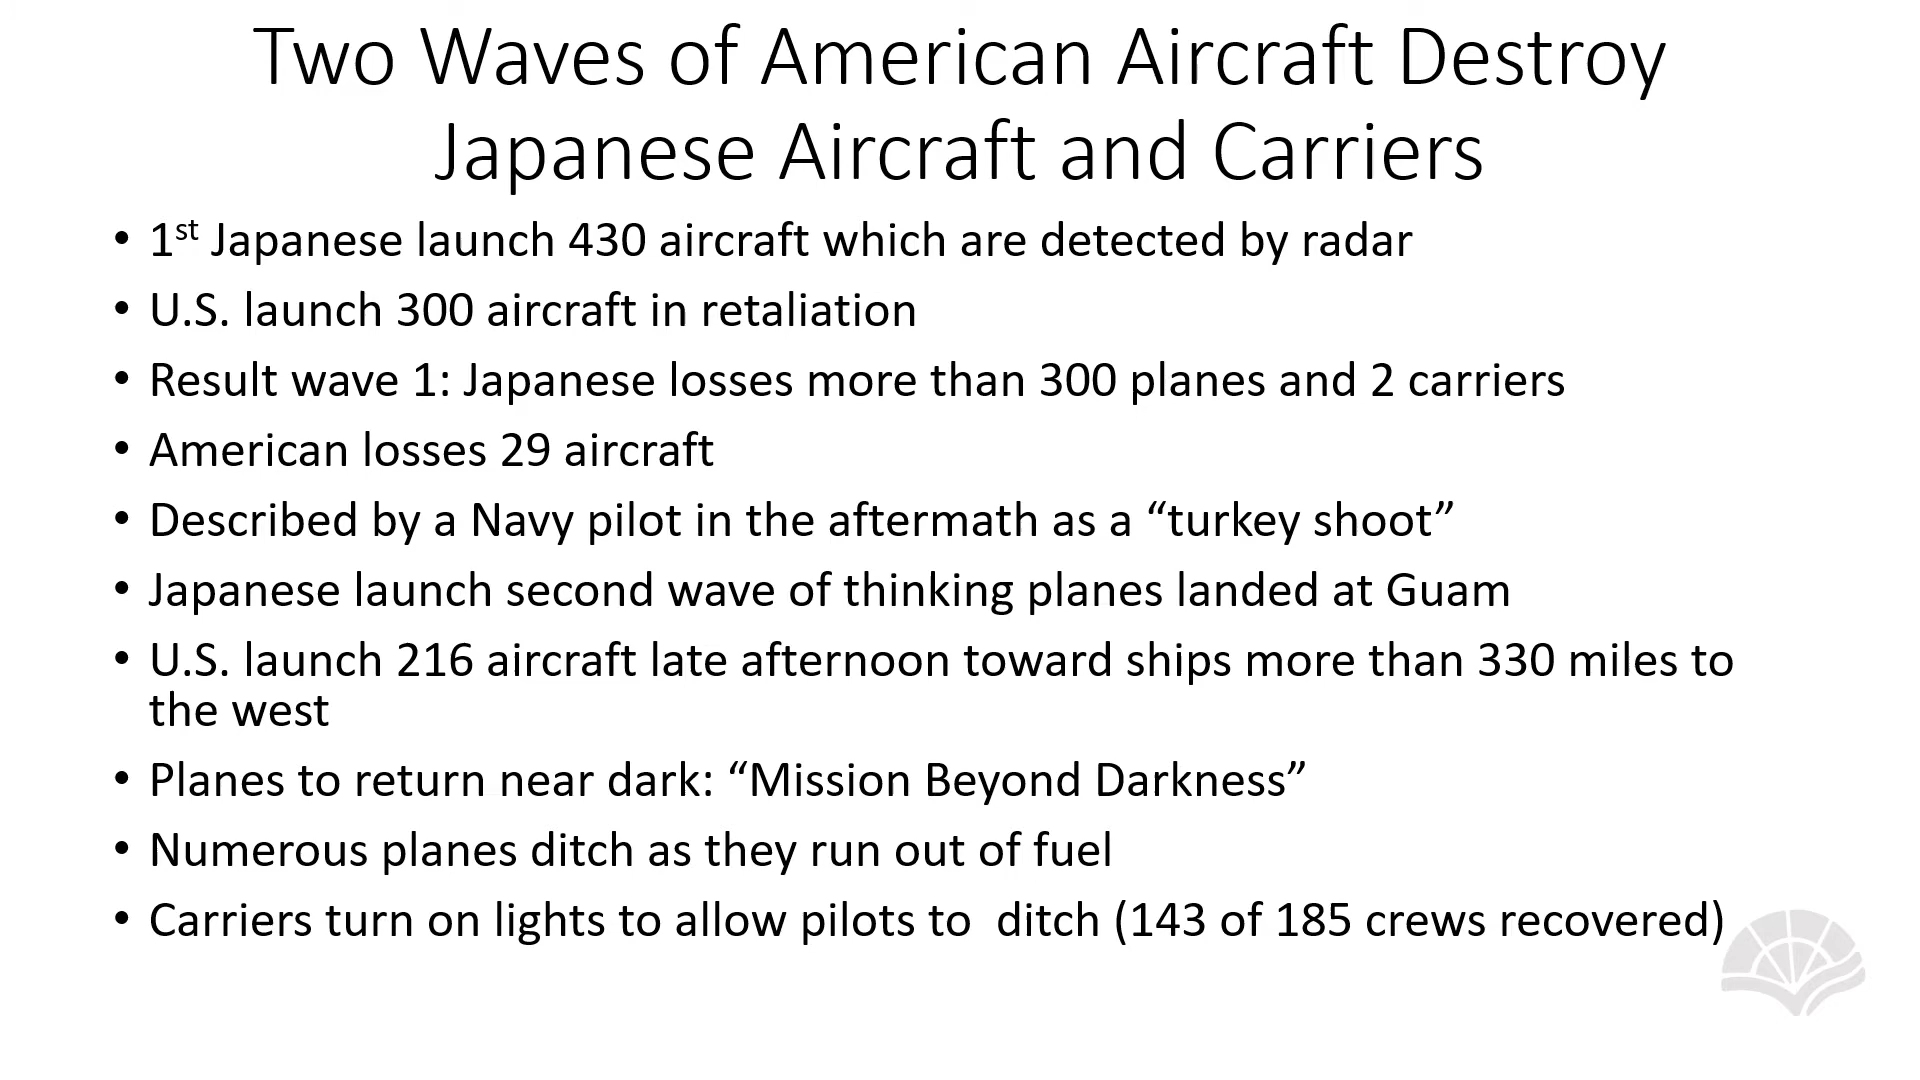 Two Waves of American Aircraft Destroy
Japanese Aircraft and Carriers
• 1st Japanese launch 430 aircraft which are detected by radar
• U.S. launch 300 aircraft in retaliation
• Result wave 1: Japanese losses more than 300 planes and 2 carriers
• American losses 29 aircraft
• Described by a Navy pilot in the aftermath as a “turkey shoot”
• Japanese launch second wave of thinking planes landed at Guam
• U.S. launch 216 aircraft late afternoon toward ships more than 330 miles to
the west
• Planes to return near dark: “Mission Beyond Darkness”
• Numerous planes ditch as they run out of fuel
• Carriers turn on lights to allow pilots to  ditch (143 of 185 crews recovered)